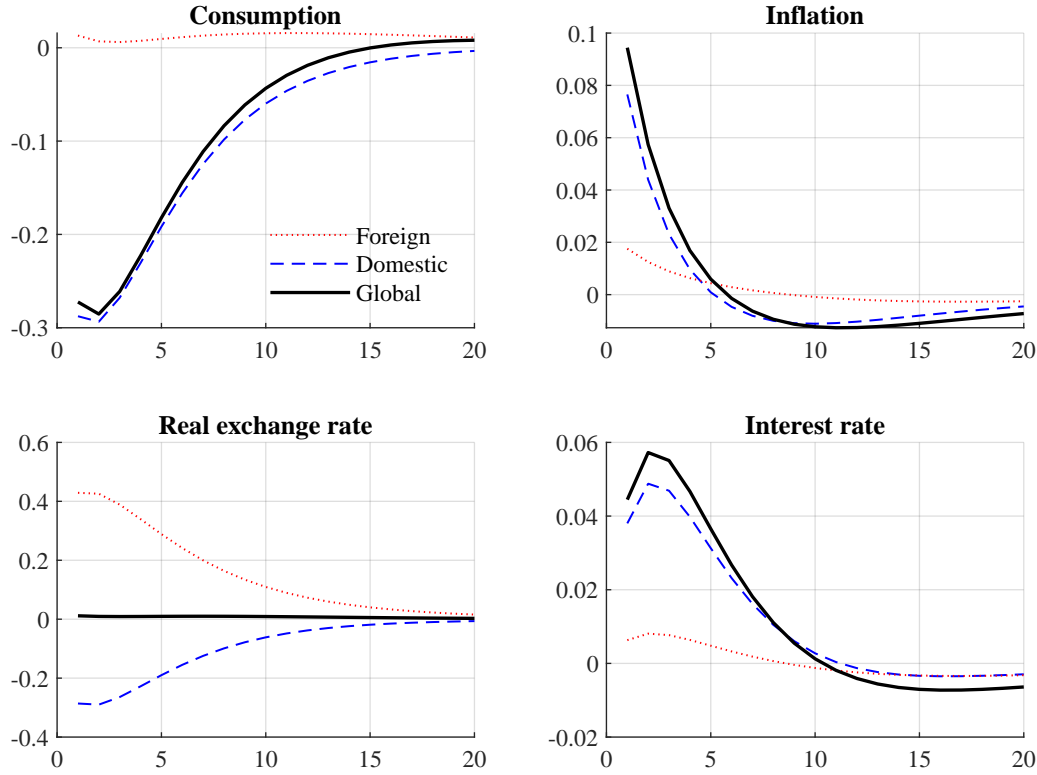 Consumption
0
-0.1
-0.2
-0.3
0 5 10 15 20
Foreign
Domestic
Global
Inflation
0.1
0.08
0.06
0.04
0.02
0
0 5 10 15 20
Real exchange rate
0.6
0.4
0.2
0
-0.2
-0.4
0 5 10 15 20
Interest rate
0.06
0.04
0.02
0
-0.02
0 5 10 15 20